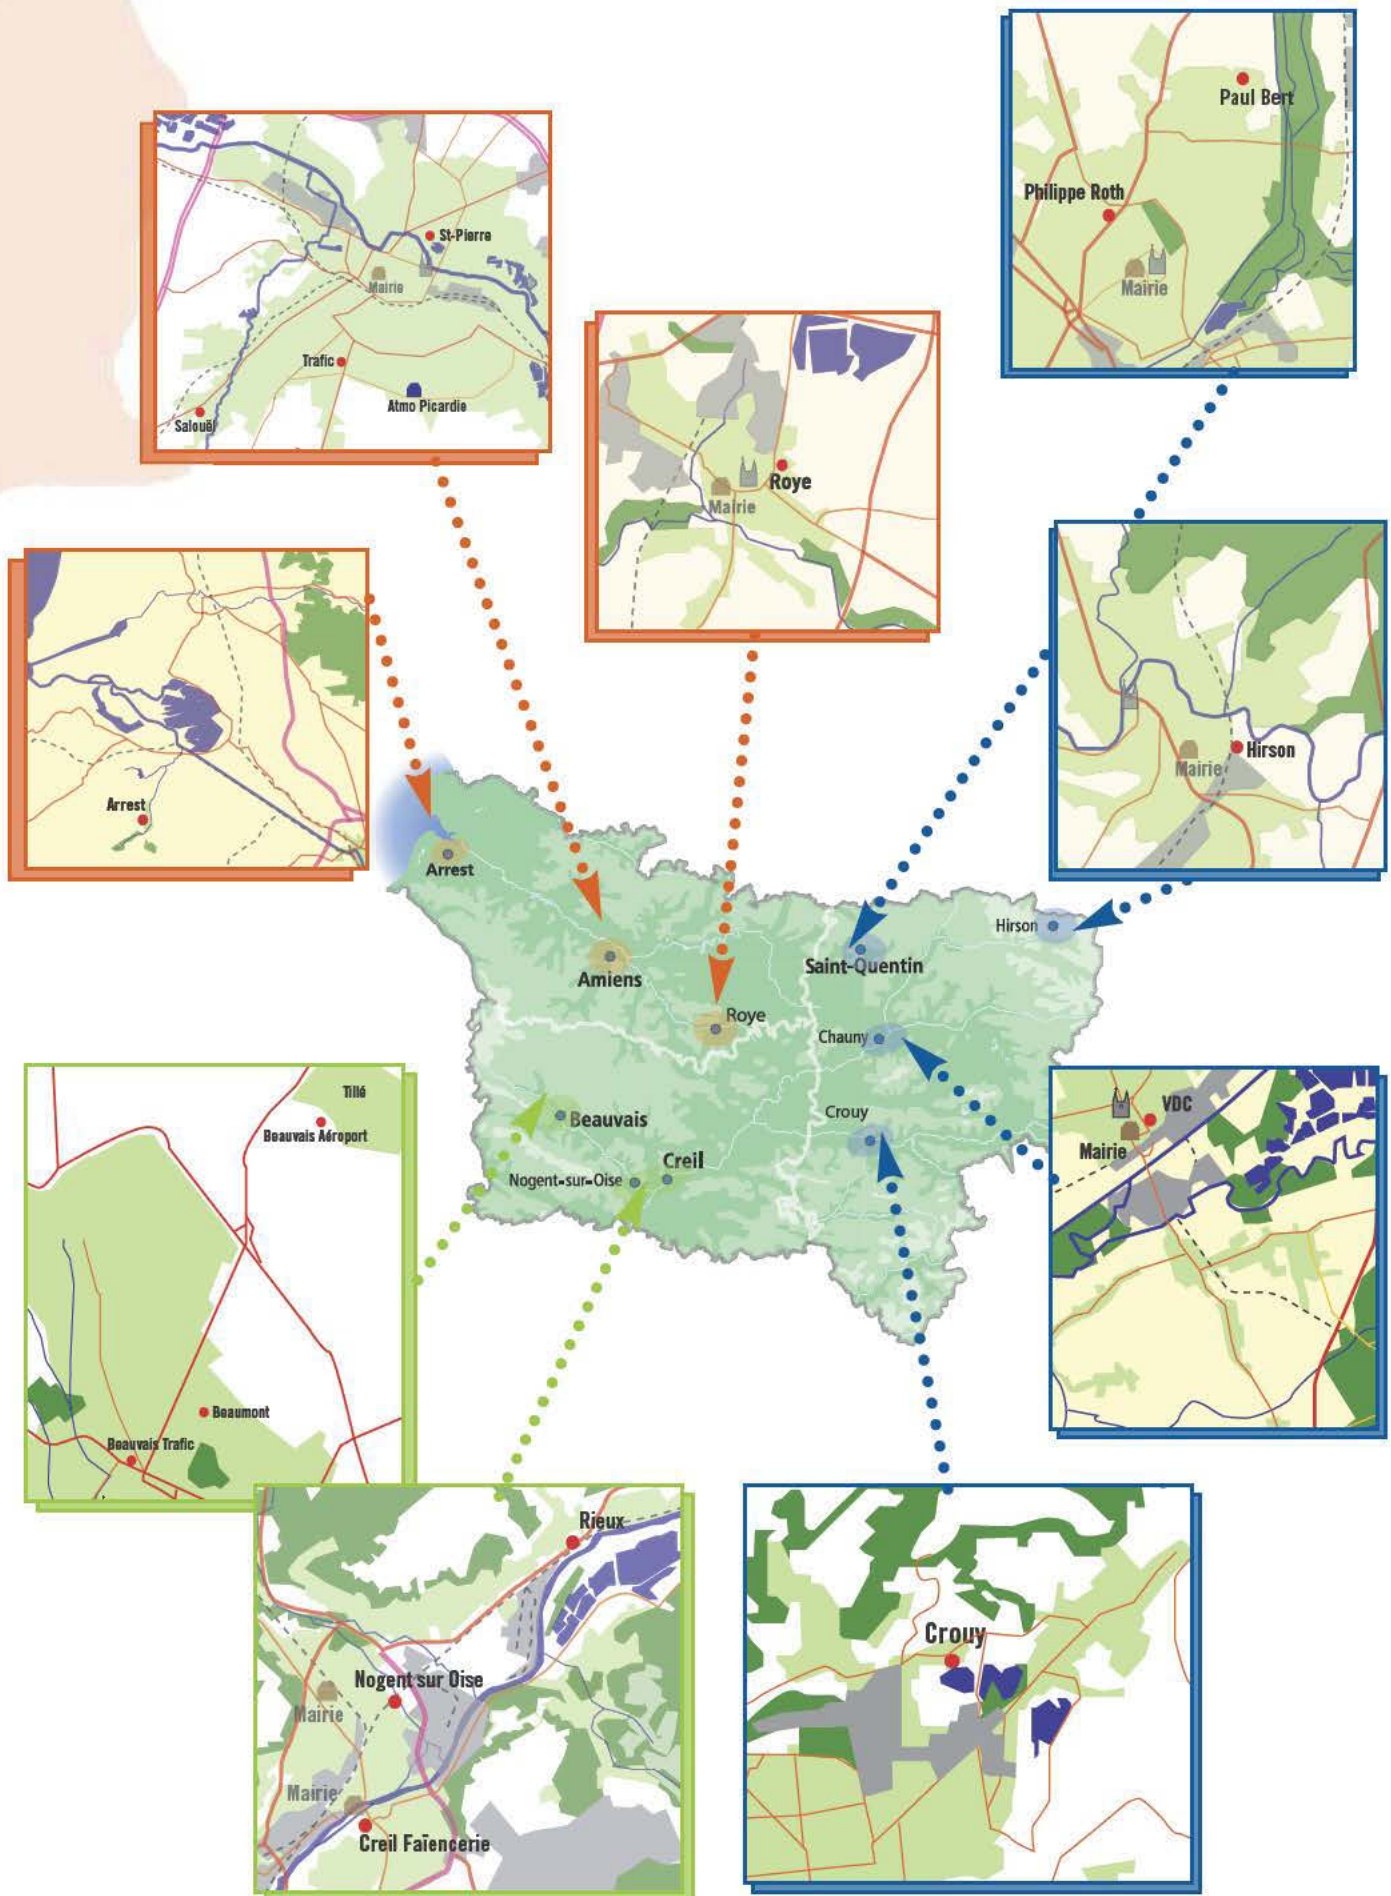 Paul Bert
Philippe Roth
Mairie
St-Pierre
Mairie
Trafic
Atmo Picardie
Salouël
Roye
Mairie
Hirson
Mairie
Arrest
Arrest
Hirson
Saint-Quentin
Amiens
Roye
Chauny
Crouy
Beauvais
Creil
Nogent-sur-Oise
Tillé
Beauvais Aéroport
Beaumont
Beauvais Trafic
VDC
Mairie
Rieux
Nogent sur Oise
Mairie
Mairie
Creil Faïencerie
Crouy